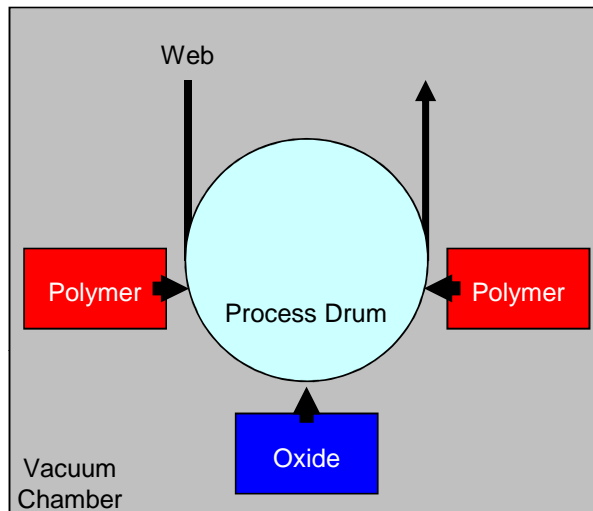 Web
Polymer
Polymer
Process Drum
Oxide
Vacuum
Chamber